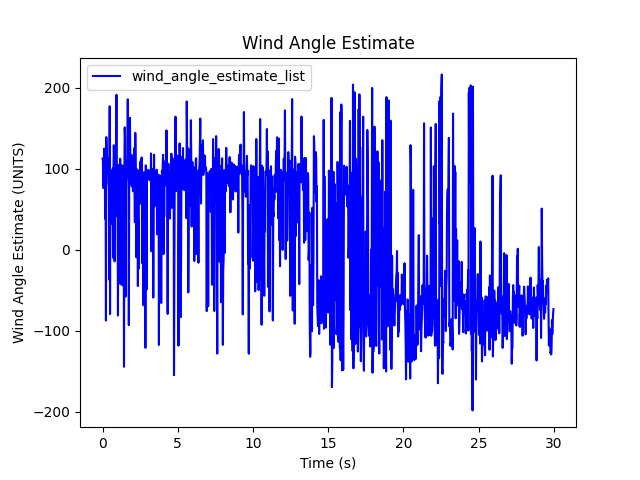 Wind Angle Estimate
wind_angle_estimate_list
Wind Angle Estimate (UNITS)
200
100
0
−100
−200
0 5 10 15 20 25 30
Time (s)